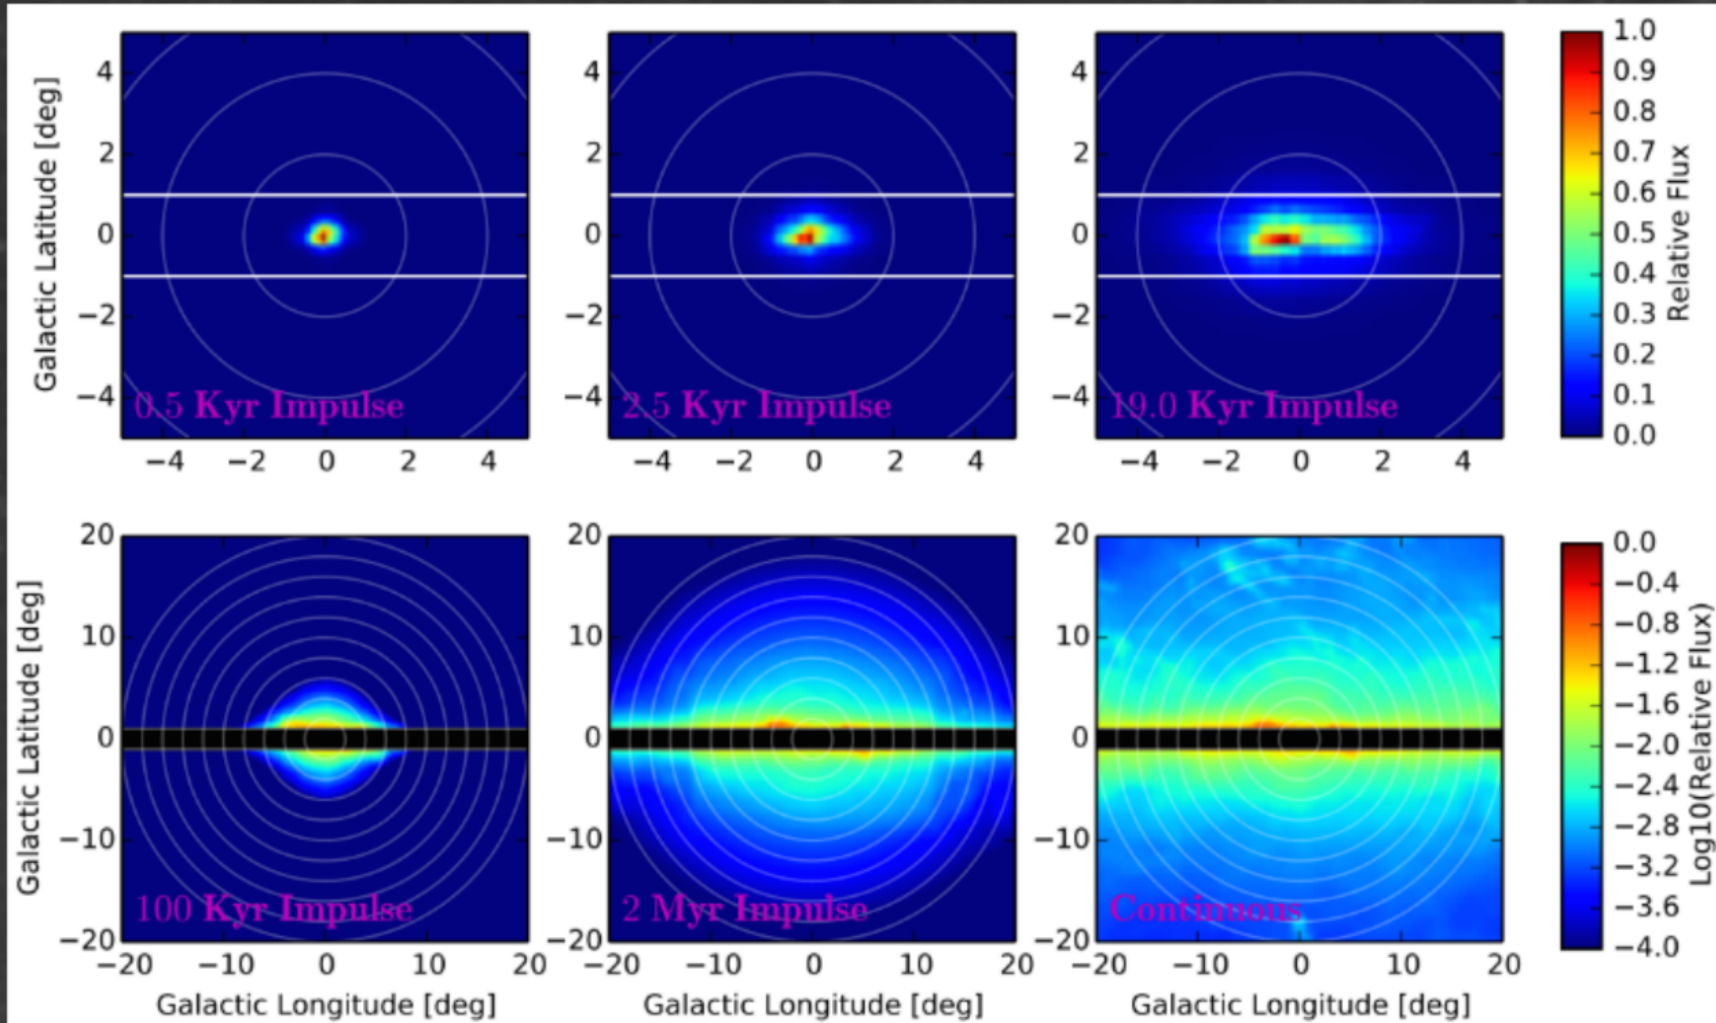 Galactic Latitude [deg]
4
2
0
−2
−4
0.5 Kyr Impulse
−4 −2 0 2 4
4
2
0
−2
−4
2.5 Kyr Impulse
−4 −2 0 2 4
4
2
0
−2
−4
19.0 Kyr Impulse
−4 −2 0 2 4
1.0
0.9
0.8
0.7
0.6
0.5
0.4
0.3
0.2
0.1
0.0
Relative Flux
Galactic Latitude [deg]
20
10
0
−10
−20
100 Kyr Impulse
−20 −10 0 10 20
Galactic Longitude [deg]
20
10
0
−10
−20
2 Myr Impulse
−20 −10 0 10 20
Galactic Longitude [deg]
20
10
0
−10
−20
Continuous
−20 −10 0 10 20
Galactic Longitude [deg]
0.0
−0.4
−0.8
−1.2
−1.6
−2.0
−2.4
−2.8
−3.2
−3.6
−4.0
Log10(Relative Flux)